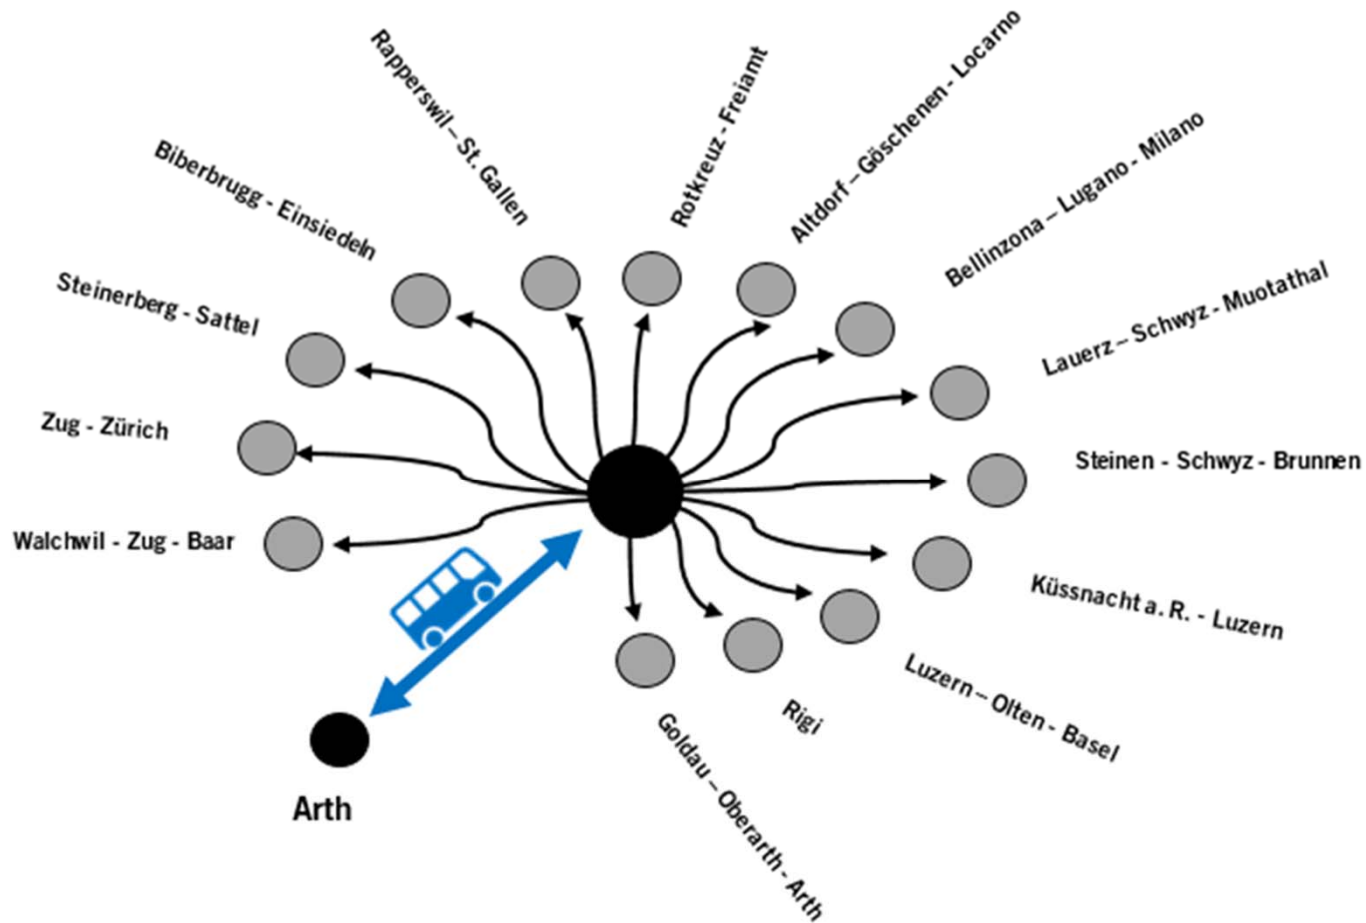 Rapperswil – St. Gallen
Rotkreuz - Freiamt
Altdorf – Göschenen - Locarno
Bellinzona – Lugano - Milano
Biberbrugg - Einsiedeln
Lauerz – Schwyz - Muotathal
Steinerberg - Sattel
Zug - Zürich
Steinen - Schwyz - Brunnen
Walchwil - Zug - Baar
Küssnacht a. R. - Luzern
Luzern – Olten - Basel
Rigi
Goldau – Oberarth - Arth
Arth